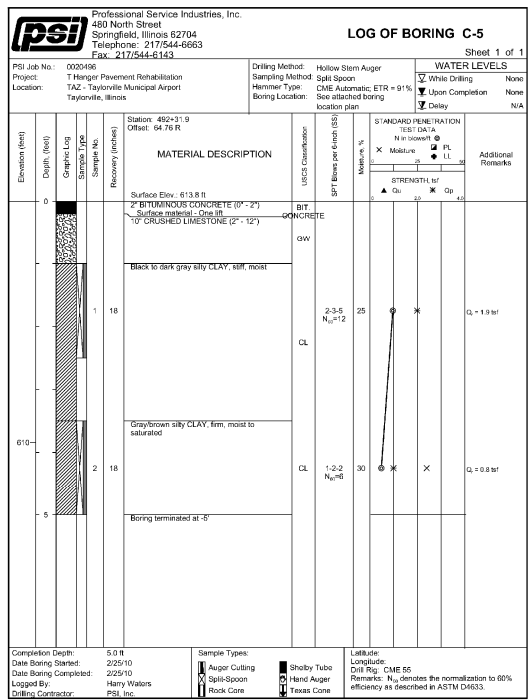 psi
Professional Service Industries, Inc.
480 North Street
Springfield, Illinois 62704
Telephone: 217/544-6663
Fax: 217/544-6143
LOG OF BORING C-5
Sheet 1 of 1
PSI Job No.: 0020496
Project: T Hanger Pavement Rehabilitation
Location: TAZ - Taylorville Municipal Airport
Taylorville, Illinois
Drilling Method: Hollow Stem Auger
Sampling Method: Split Spoon
Hammer Type: CME Automatic; ETR = 91%
Boring Location: See attached boring
location plan
WATER LEVELS
While Drilling None
Upon Completion None
Delay N/A
Elevation (feet)
Depth, (feet)
Graphic Log
Sample Type
Sample No.
Recovery (inches)
Station: 492+31.9
Offset: 64.76 R
MATERIAL DESCRIPTION
Surface Elev.: 613.8 ft
USCS Classification
SPT Blows per 6-inch (SS)
Moisture, %
STANDARD PENETRATION
TEST DATA
N in blows/ft
Moisture PL
LL
0 25 50
STRENGTH, tsf
Qu Qp
0 2.0 4.0
Additional
Remarks
0
2" BITUMINOUS CONCRETE (0" - 2")
Surface material - One lift
10" CRUSHED LIMESTONE (2" - 12")
BIT.
CONCRETE
GW
Black to dark gray silty CLAY, stiff, moist
1 18
2-3-5 25
N60=12
Qu = 1.9 tsf
CL
Gray/brown silty CLAY, firm, moist to
saturated
610
2 18
CL
1-2-2 30
N60=6
Qu = 0.8 tsf
5
Boring terminated at -5'
Completion Depth: 5.0 ft
Date Boring Started: 2/25/10
Date Boring Completed: 2/25/10
Logged By: Harry Waters
Drilling Contractor: PSI, Inc.
Sample Types:
Auger Cutting
Split-Spoon
Rock Core
Shelby Tube
Hand Auger
Texas Cone
Latitude:
Longitude:
Drill Rig: CME 55
Remarks: N60 denotes the normalization to 60%
efficiency as described in ASTM D4633.